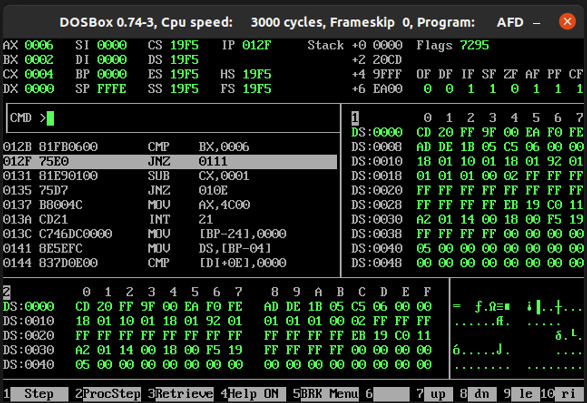 DOSBox 0.74-3, Cpu speed: 3000 cycles, Frameskip 0, Program: AFD
AX 0006 SI 0000 CS 19F5 IP 012F Stack +0 0000 Flags 7295
BX 0002 DI 0000 DS 19F5 +2 20CD
CX 0004 BP 0000 ES 19F5 HS 19F5 +4 9FFF OF DF IF SF ZF AF PF CF
DX 0000 SP FFFE SS 19F5 FS 19F5 +6 EA00 0 0 1 1 0 1 1 1
CMD >
1 0 1 2 3 4 5 6 7
DS:0000 CD 20 FF 9F 00 EA F0 FE
DS:0008 AD DE 1B 05 C5 06 00 00
012B 81FB0600 CMP BX,0006 DS:0010 18 01 10 01 18 01 92 01
012F 75E0 JNZ 0111 DS:0018 01 01 01 00 02 FF FF FF
0131 81E90100 SUB CX,0001 DS:0020 FF FF FF FF FF FF FF FF
0135 75D7 JNZ 010E DS:0028 FF FF FF FF EB 19 C0 11
0137 B8004C MOV AX,4C00 DS:0030 A2 01 14 00 18 00 F5 19
013A CD21 INT 21 DS:0038 FF FF FF FF 00 00 00 00
013C C746DC0000 MOV [BP-24],0000 DS:0040 05 00 00 00 00 00 00 00
0141 8E5EFC MOV DS,[BP-04] DS:0048 00 00 00 00 00 00 00 00
0144 837D0E00 CMP [DI+0E],0000
2 0 1 2 3 4 5 6 7 8 9 A B C D E F
DS:0000 CD 20 FF 9F 00 EA F0 FE AD DE 1B 05 C5 06 00 00
DS:0010 18 01 10 01 18 01 92 01 01 01 01 00 02 FF FF FF
DS:0020 FF FF FF FF FF FF FF FF FF FF FF FF EB 19 C0 11
DS:0030 A2 01 14 00 18 00 F5 19 FF FF FF FF 00 00 00 00
DS:0040 05 00 00 00 00 00 00 00 00 00 00 00 00 00 00 00
1 Step 2 ProcStep 3 Retrieve 4 Help ON 5 BRK Menu 6 7 up 8 dn 9 le 10 ri